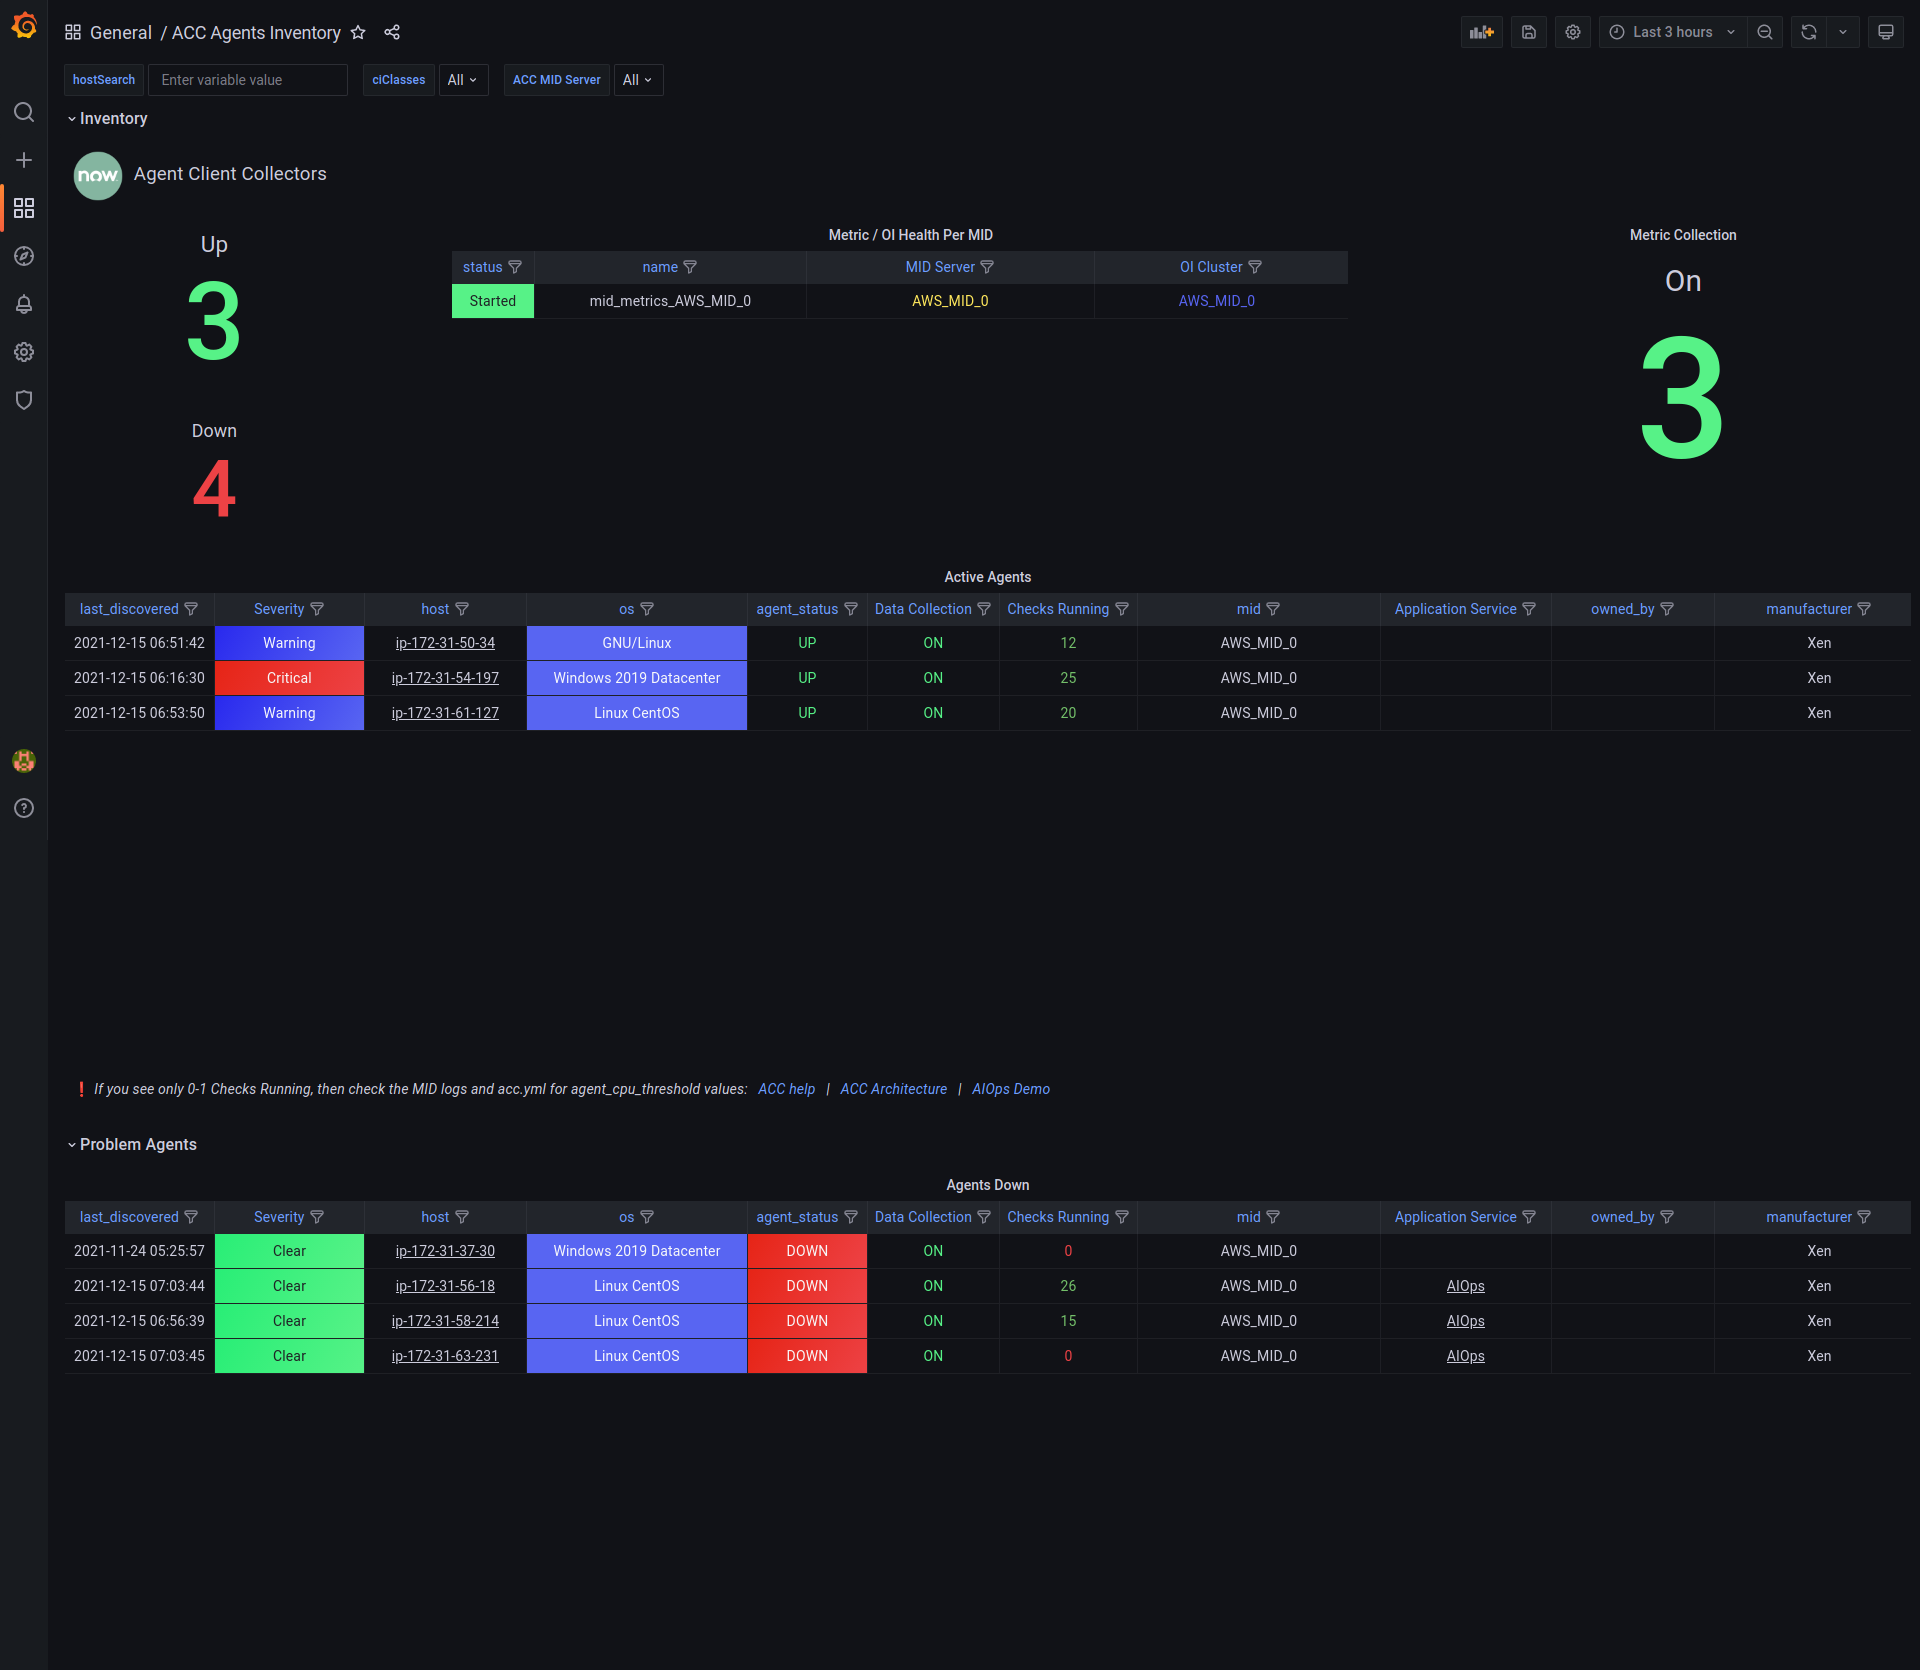 General / ACC Agents Inventory
Last 3 hours
hostSearch Enter variable value ciClasses All ACC MID Server All
Inventory
now Agent Client Collectors
Up
3
Down
4
Metric / OI Health Per MID
status name MID Server OI Cluster
Started mid_metrics_AWS_MID_0 AWS_MID_0 AWS_MID_0
Metric Collection
On
3
Active Agents
last_discovered Severity host os agent_status Data Collection Checks Running mid Application Service owned_by manufacturer
2021-12-15 06:51:42 Warning ip-172-31-50-34 GNU/Linux UP ON 12 AWS_MID_0 Xen
2021-12-15 06:16:30 Critical ip-172-31-54-197 Windows 2019 Datacenter UP ON 25 AWS_MID_0 Xen
2021-12-15 06:53:50 Warning ip-172-31-61-127 Linux CentOS UP ON 20 AWS_MID_0 Xen
❗ If you see only 0-1 Checks Running, then check the MID logs and acc.yml for agent_cpu_threshold values: ACC help | ACC Architecture | AIOps Demo
Problem Agents
Agents Down
last_discovered Severity host os agent_status Data Collection Checks Running mid Application Service owned_by manufacturer
2021-11-24 05:25:57 Clear ip-172-31-37-30 Windows 2019 Datacenter DOWN ON 0 AWS_MID_0 Xen
2021-12-15 07:03:44 Clear ip-172-31-56-18 Linux CentOS DOWN ON 26 AWS_MID_0 AIOps Xen
2021-12-15 06:56:39 Clear ip-172-31-58-214 Linux CentOS DOWN ON 15 AWS_MID_0 AIOps Xen
2021-12-15 07:03:45 Clear ip-172-31-63-231 Linux CentOS DOWN ON 0 AWS_MID_0 AIOps Xen